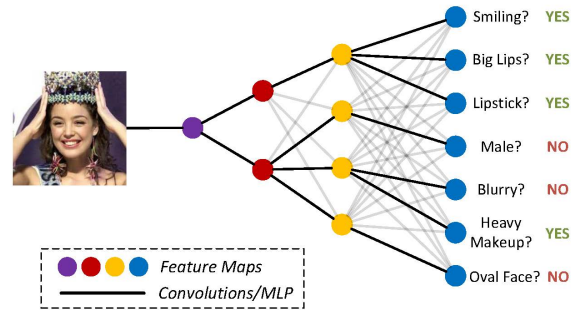 Smiling? YES
Big Lips? YES
Lipstick? YES
Male? NO
Blurry? NO
Heavy
Makeup? YES
Oval Face? NO
Feature Maps
Convolutions/MLP